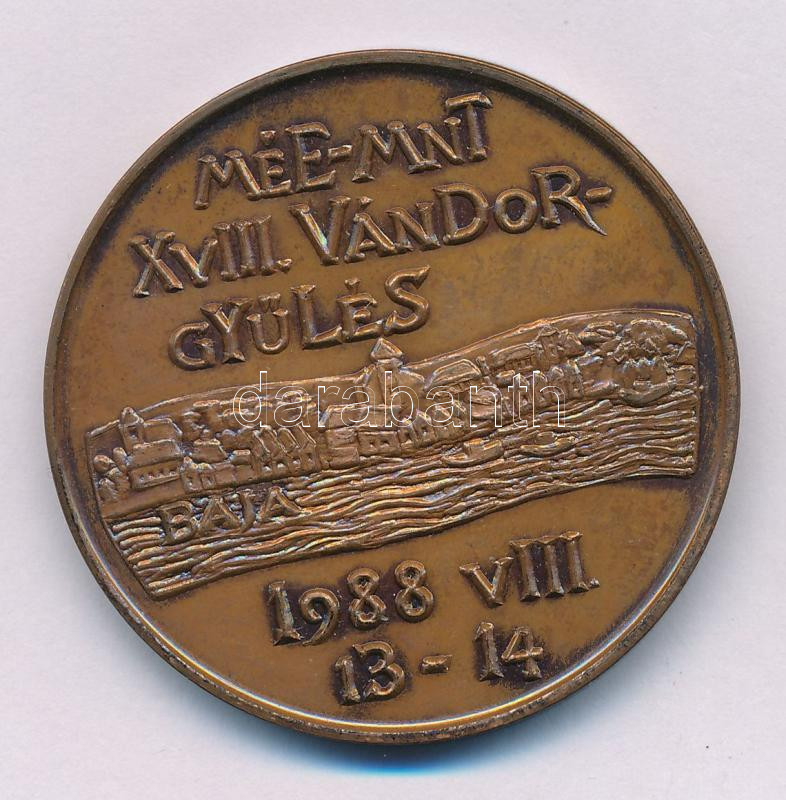 MÉE-MNT
XVIII. VÁNDOR-
GYŰLÉS
darabanth
BAJA
1988 VIII.
13-14